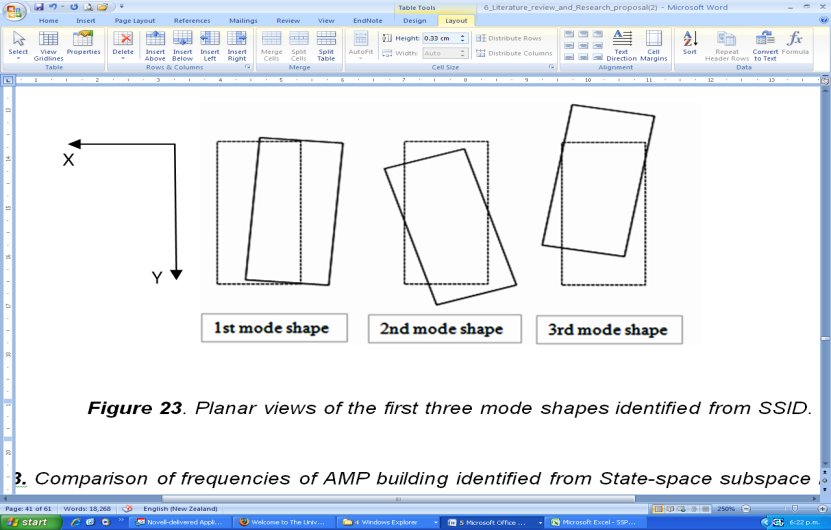 Table Tools
6_Literature_review_and_Research_proposal(2) - Microsoft Word
Home Insert Page Layout References Mailings Review View EndNote Design Layout
Select View Gridlines Properties Delete Insert Above Insert Below Insert Left Insert Right Merge Cells Split Cells Split Table AutoFit Height: 0.33 cm Width: Auto Distribute Rows Distribute Columns Text Direction Cell Margins Sort Repeat Header Rows Convert to Text Formula
Table Rows & Columns Merge Cell Size Alignment Data
X
Y
1st mode shape 2nd mode shape 3rd mode shape
Figure 23. Planar views of the first three mode shapes identified from SSID.
3. Comparison of frequencies of AMP building identified from State-space subspace
Page: 41 of 61 Words: 18,268 English (New Zealand) 250%
start Novell-delivered Appl... Welcome to The Univ... 4 Windows Explorer 5 Microsoft Office ... Microsoft Excel - SSP... 6:22 p.m.